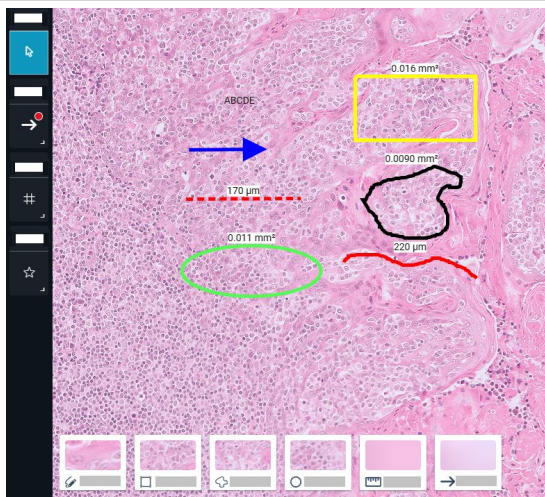 0.016 mm²
ABCDE
0.0090 mm²
170 μm
0.011 mm²
220 μm